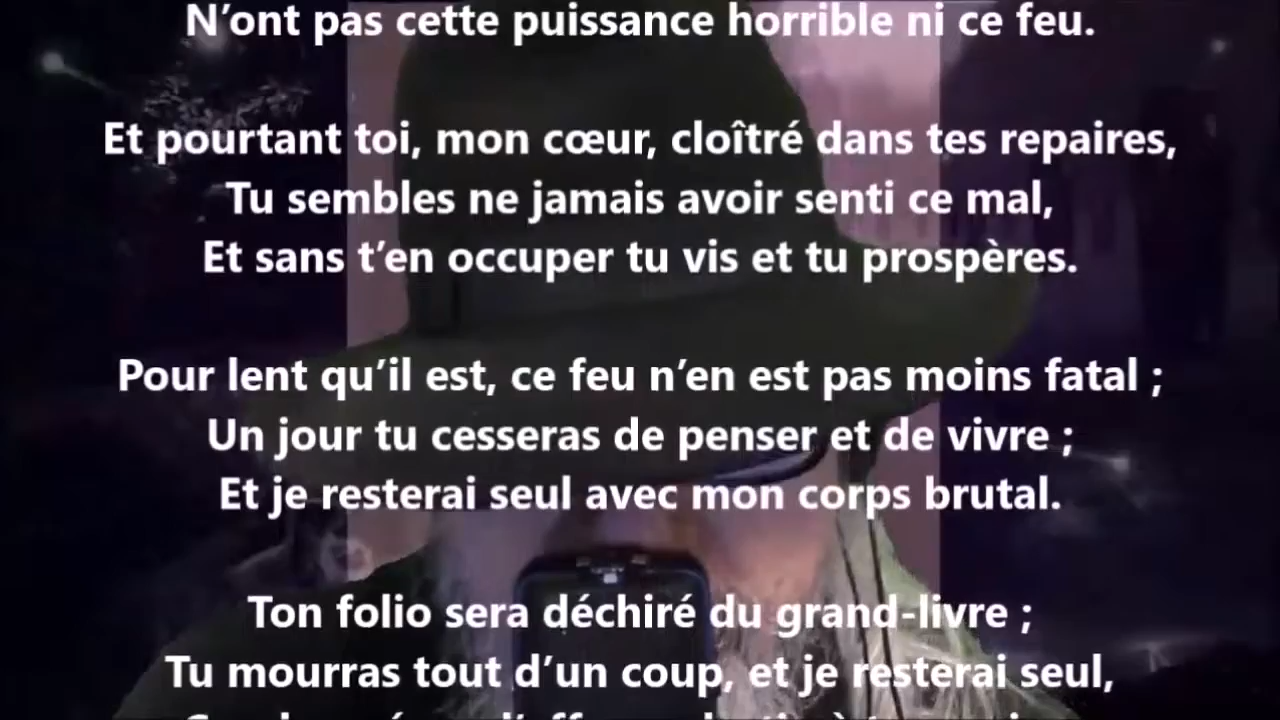 N’ont pas cette puissance horrible ni ce feu.
Et pourtant toi, mon cœur, cloîtré dans tes repaires,
Tu sembles ne jamais avoir senti ce mal,
Et sans t’en occuper tu vis et tu prospères.
Pour lent qu’il est, ce feu n’en est pas moins fatal ;
Un jour tu cesseras de penser et de vivre ;
Et je resterai seul avec mon corps brutal.
Ton folio sera déchiré du grand-livre ;
Tu mourras tout d’un coup, et je resterai seul,